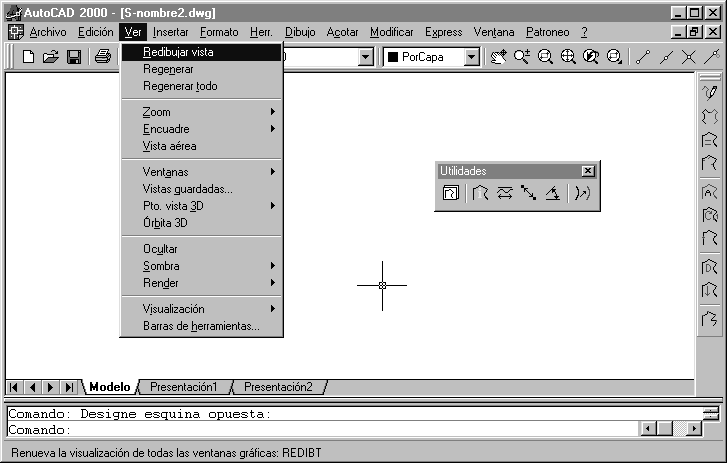 AutoCAD 2000 - [S-nombre2.dwg]
Archivo Edición Ver Insertar Formato Herr. Dibujo Acotar Modificar Express Ventana Patroneo ?
0 PorCapa
Redibujar vista
Regenerar
Regenerar todo
Zoom
Encuadre
Vista aérea
Ventanas
Vistas guardadas...
Pto. vista 3D
Órbita 3D
Ocultar
Sombra
Render
Visualización
Barras de herramientas...
Utilidades
Modelo Presentación1 Presentación2
Comando: Designe esquina opuesta:
Comando:
Renueva la visualización de todas las ventanas gráficas: REDIBT